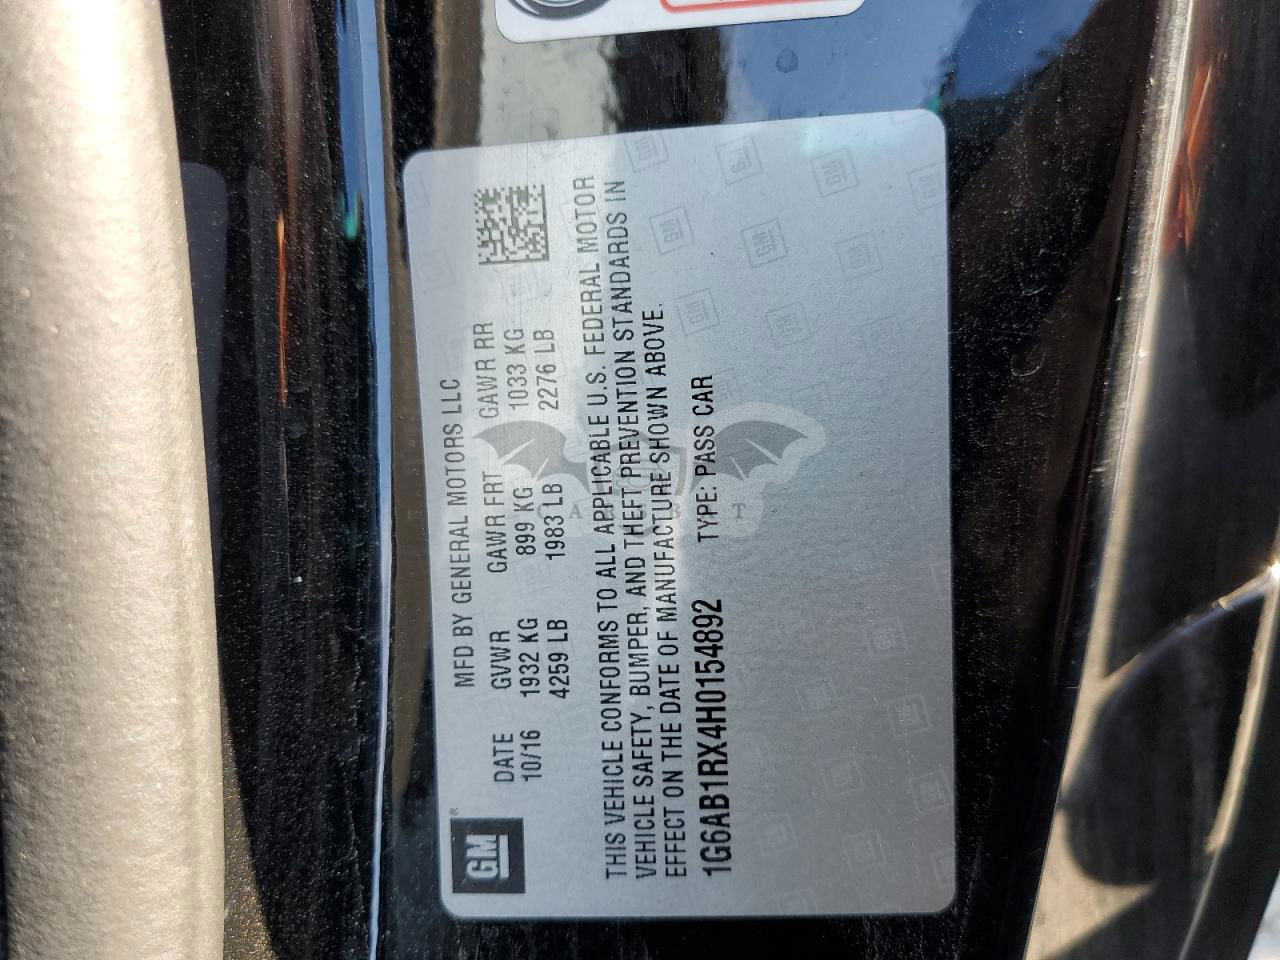 MFD BY GENERAL MOTORS LLC
GM®
DATE GVWR GAWR FRT GAWR RR
10/16 1932 KG 899 KG 1033 KG
4259 LB 1983 LB 2276 LB
THIS VEHICLE CONFORMS TO ALL APPLICABLE U.S. FEDERAL MOTOR
VEHICLE SAFETY, BUMPER, AND THEFT PREVENTION STANDARDS IN
EFFECT ON THE DATE OF MANUFACTURE SHOWN ABOVE.
1G6AB1RX4H0154892 TYPE: PASS CAR